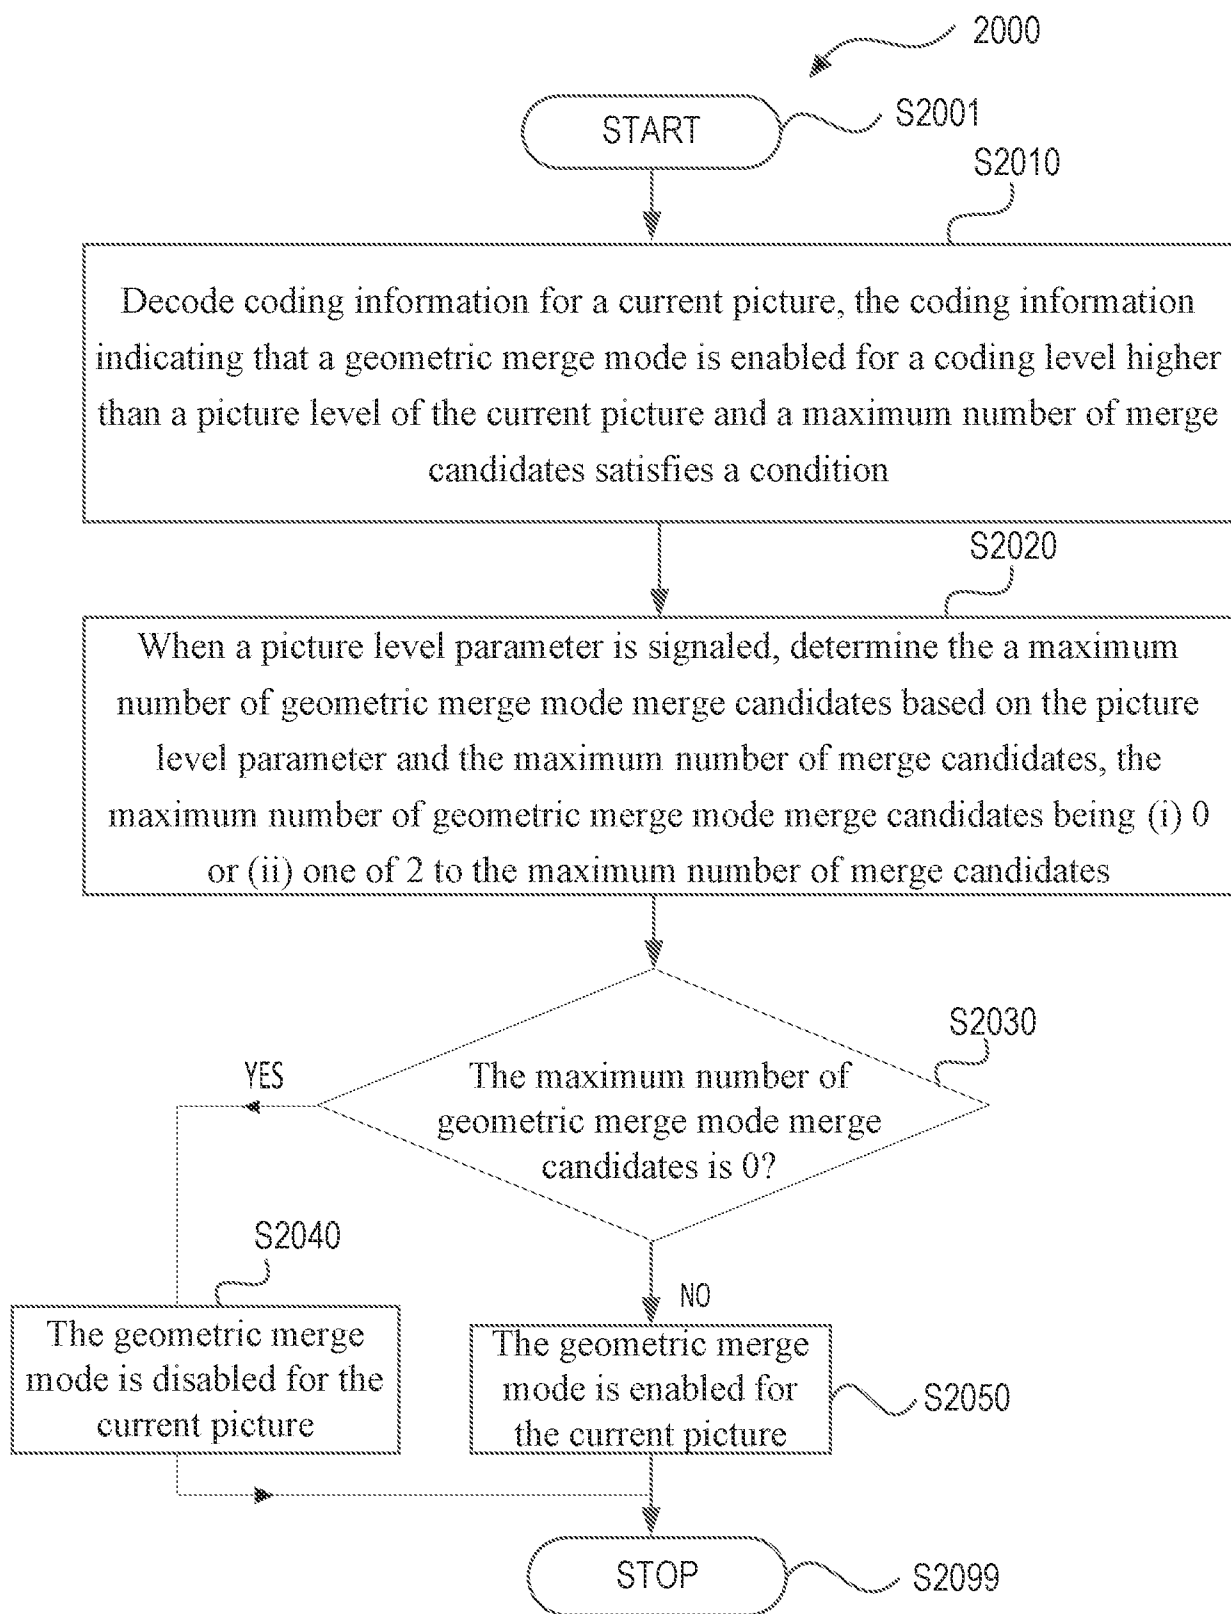 2000
START
S2001
S2010
Decode coding information for a current picture, the coding information
indicating that a geometric merge mode is enabled for a coding level higher
than a picture level of the current picture and a maximum number of merge
candidates satisfies a condition
S2020
When a picture level parameter is signaled, determine the a maximum
number of geometric merge mode merge candidates based on the picture
level parameter and the maximum number of merge candidates, the
maximum number of geometric merge mode merge candidates being (i) 0
or (ii) one of 2 to the maximum number of merge candidates
S2030
YES
The maximum number of
geometric merge mode merge
candidates is 0?
S2040
NO
The geometric merge
mode is disabled for the
current picture
The geometric merge
mode is enabled for
the current picture
S2050
STOP
S2099